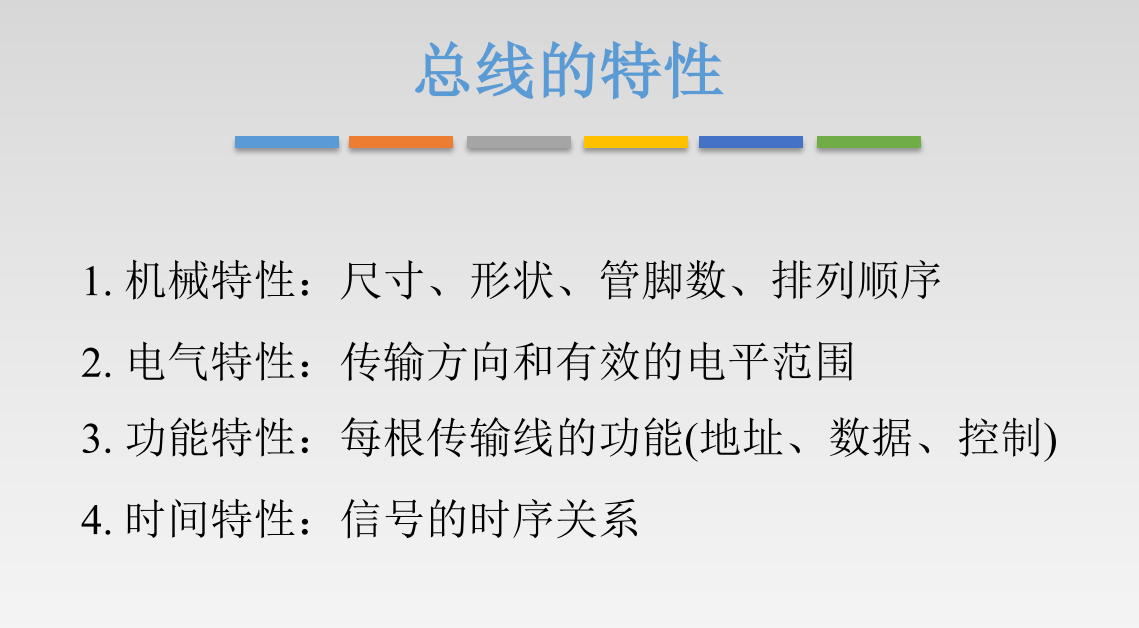 总线的特性
1. 机械特性：尺寸、形状、管脚数、排列顺序
2. 电气特性：传输方向和有效的电平范围
3. 功能特性：每根传输线的功能(地址、数据、控制)
4. 时间特性：信号的时序关系